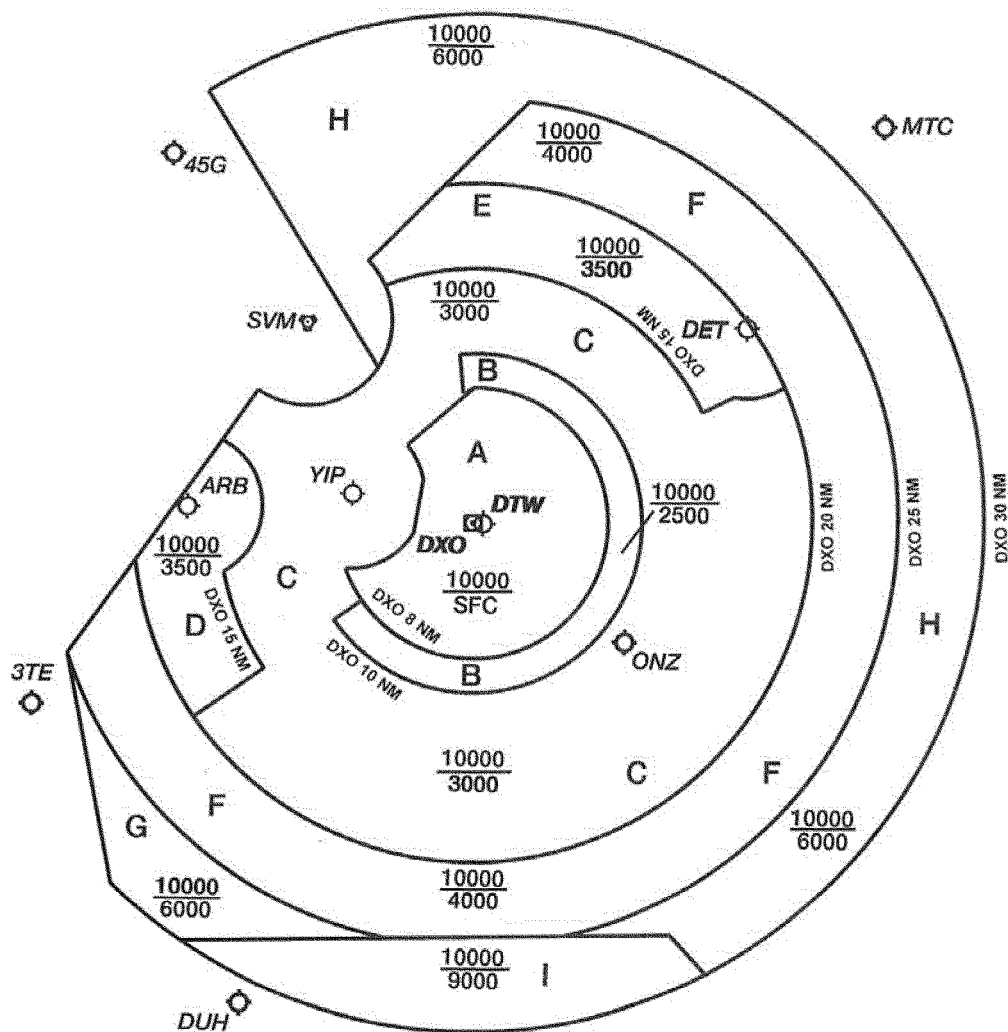 10000
6000
H
MTC
45G
10000
4000
F
E
10000
3500
10000
3000
SVM
DET
DXO 15 NM
C
B
A
ARB
YIP
10000
2500
DTW
DXO
DXO 20 NM
DXO 25 NM
DXO 30 NM
10000
3500
C
10000
SFC
D
DXO 15 NM
DXO 8 NM
H
DXO 10 NM
ONZ
B
3TE
10000
3000
C
F
F
G
10000
6000
10000
6000
10000
4000
10000
9000
I
DUH